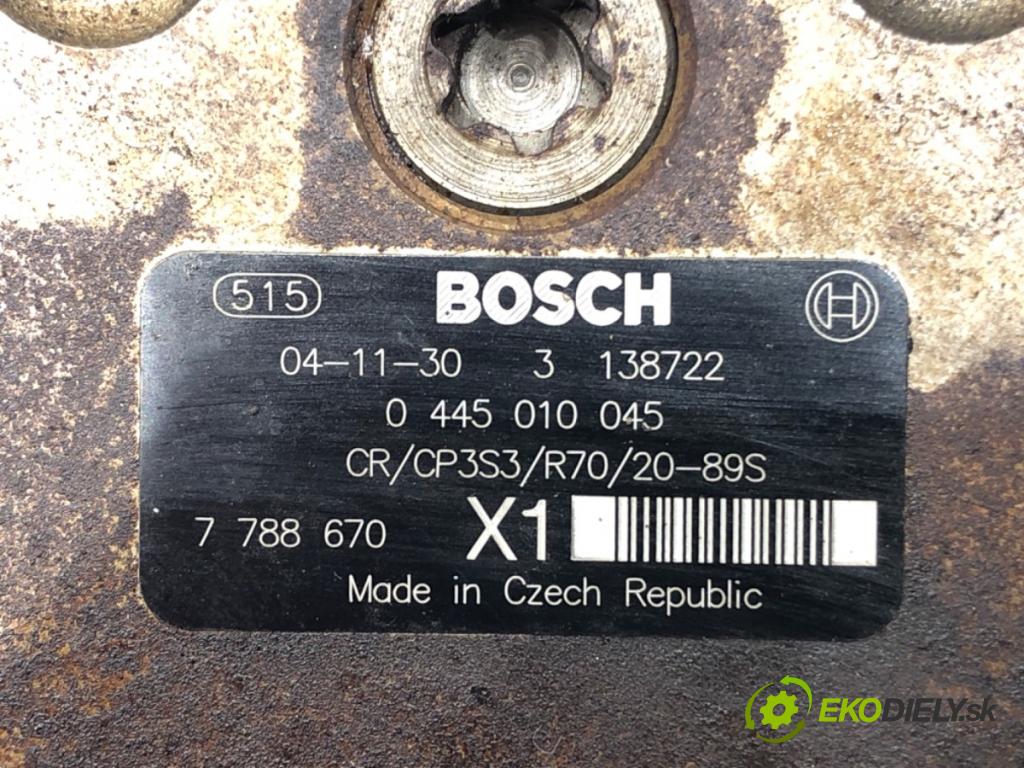 515 BOSCH
04-11-30 3 138722
0 445 010 045
CR/CP3S3/R70/20-89S
7 788 670 X1
Made in Czech Republic
EKODIELY.sk